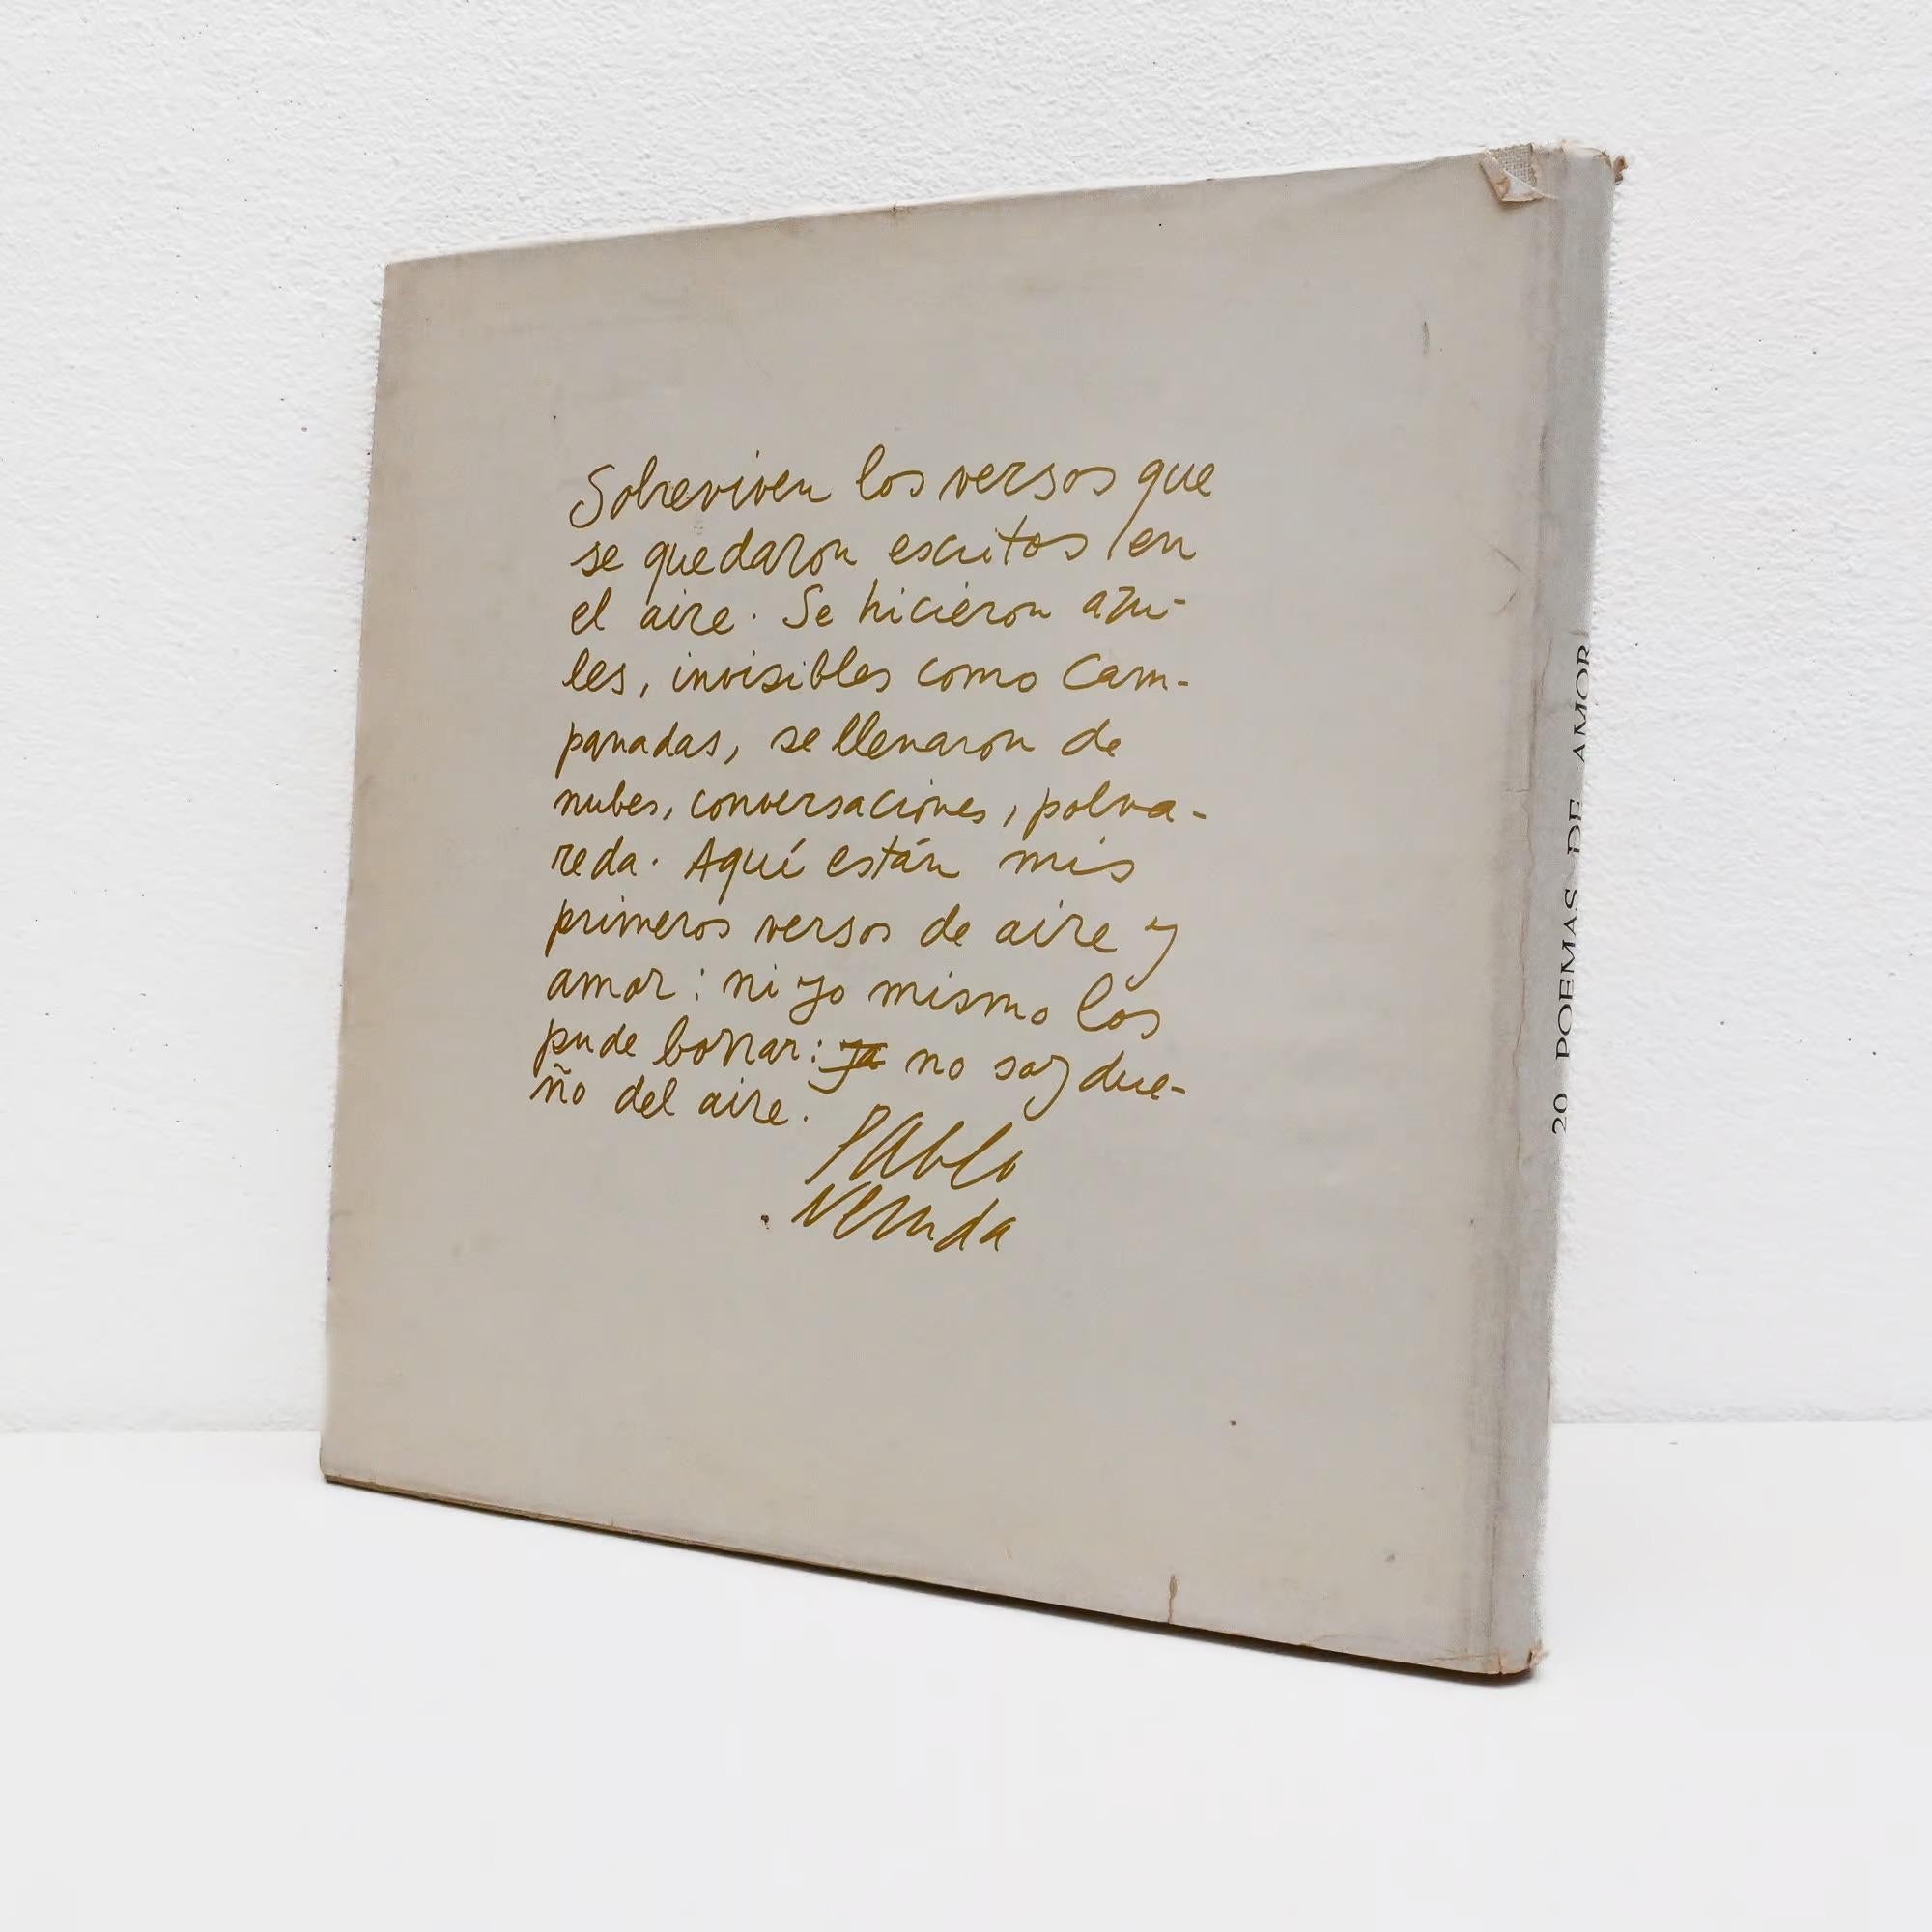 Sobreviven los versos que
se quedaron escritos en
el aire. Se hicieron azu-
les, invisibles como cam-
panadas, se llenaron de
nubes, conversaciones, polva-
reda. Aquí están mis
primeros versos de aire y
amor: ni yo mismo los
pude borrar: ya no soy due-
ño del aire.
Pablo
Neruda
20 POEMAS DE AMOR